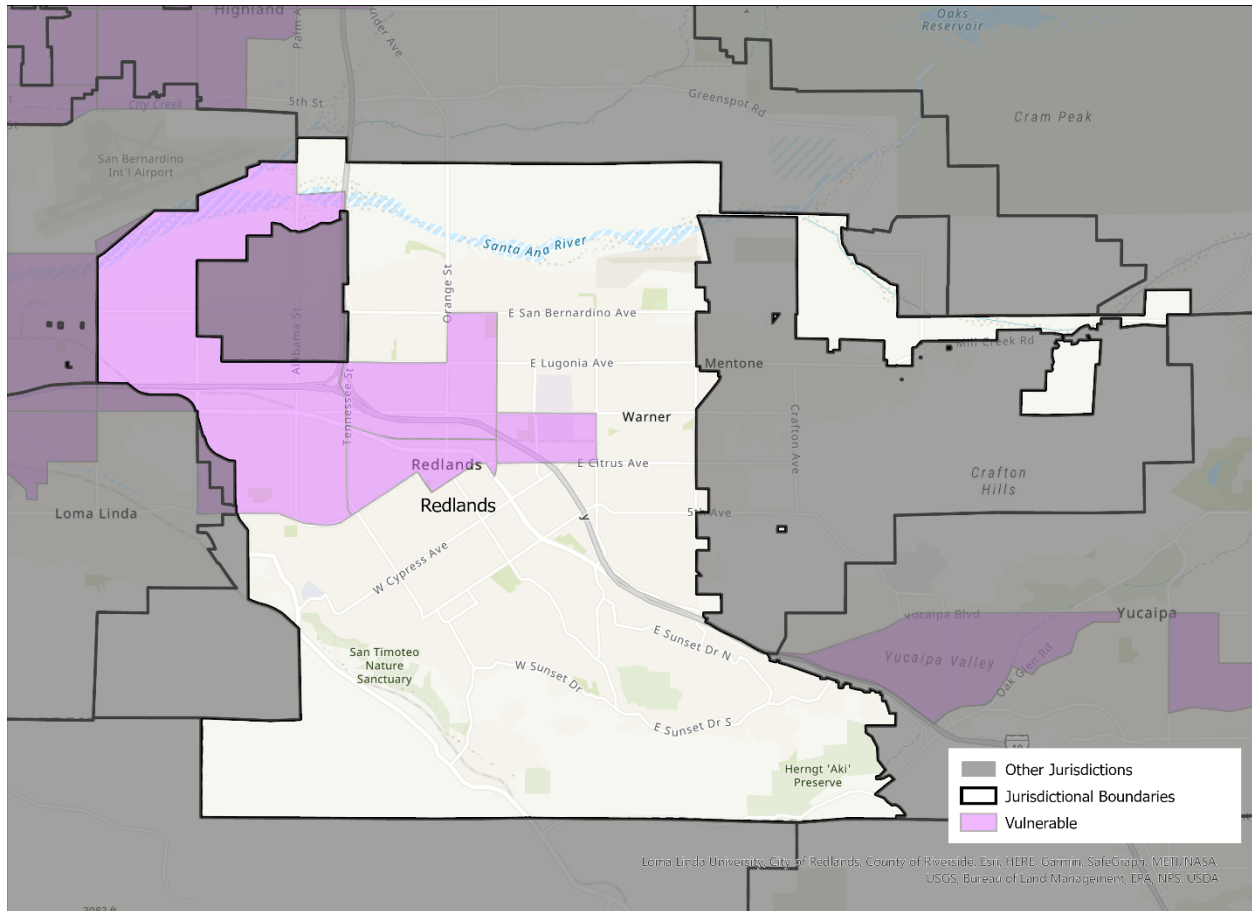 Highland
Palm A
ulder Ave
Oaks
Reservoir
City Creek
5th St
Greenspot Rd
Cram Peak
San Bernardino
Int'l Airport
Santa Ana River
Orange St
E San Bernardino Ave
Alabama St
Mill Creek Rd
E Lugonia Ave
Mentone
Tennessee St
Warner
Crafton Ave
Redlands
E Citrus Ave
Crafton
Hills
Redlands
Loma Linda
5th Ave
y
W Cypress Ave
Yucaipa Blvd
Yucaipa
E Sunset Dr N
San Timoteo
Nature
Sanctuary
Yucaipa Valley
Oak Glen Rd
W Sunset Dr
E Sunset Dr S
10
Herngt 'Aki'
Preserve
Other Jurisdictions
Jurisdictional Boundaries
Vulnerable
Loma Linda University, City of Redlands, County of Riverside, Esri, HERE, Garmin, SafeGraph, METI/NASA,
USGS, Bureau of Land Management, EPA, NPS, USDA